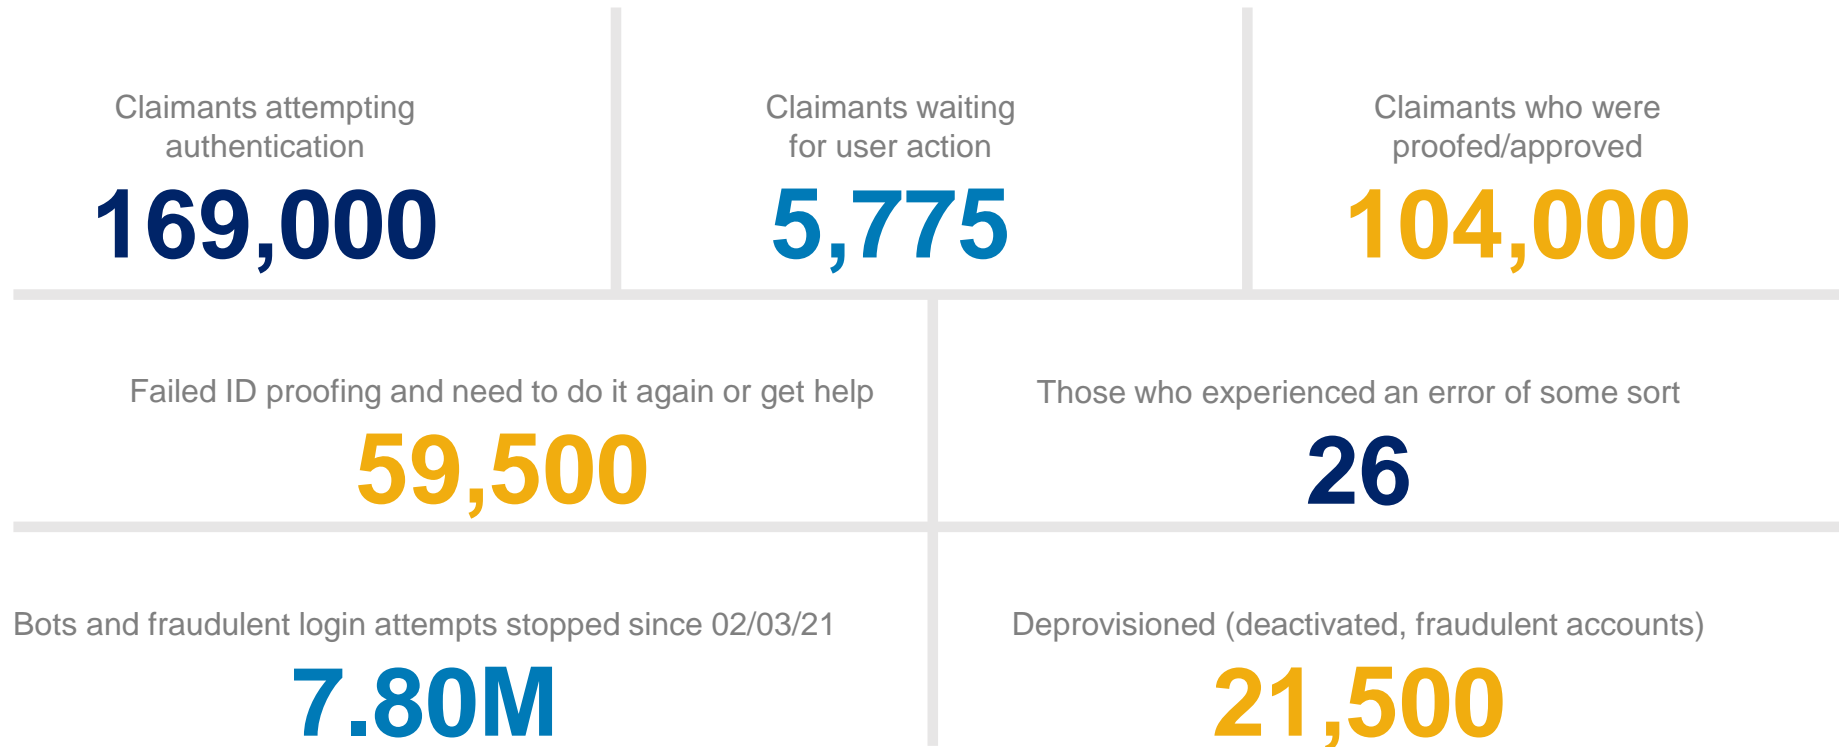 Claimants attempting
authentication
169,000
Claimants waiting
for user action
5,775
Claimants who were
proofed/approved
104,000
Failed ID proofing and need to do it again or get help
59,500
Those who experienced an error of some sort
26
Bots and fraudulent login attempts stopped since 02/03/21
7.80M
Deprovisioned (deactivated, fraudulent accounts)
21,500